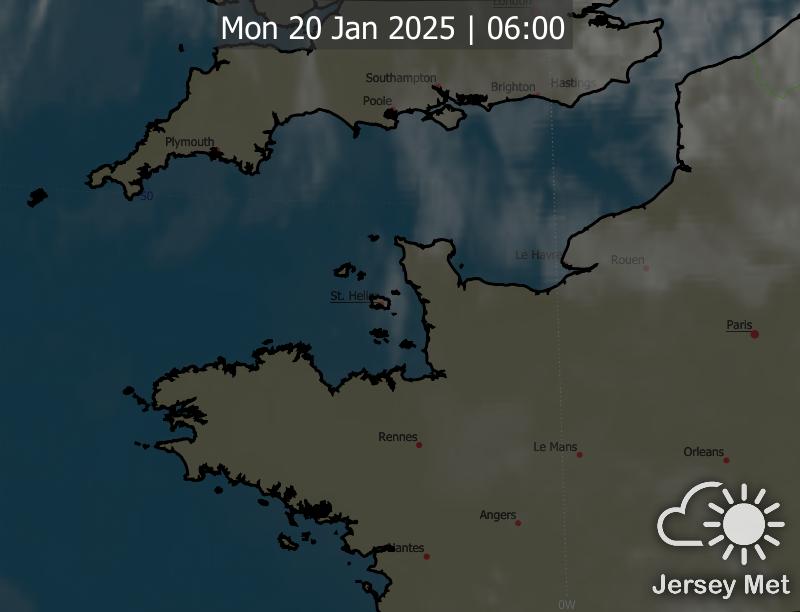 London
Mon 20 Jan 2025 | 06:00
Southampton
Brighton
Hastings
Poole
Plymouth
50
Le Havre
Rouen
St. Helier
Paris
Rennes
Le Mans
Orleans
Angers
Nantes
Jersey Met
0W